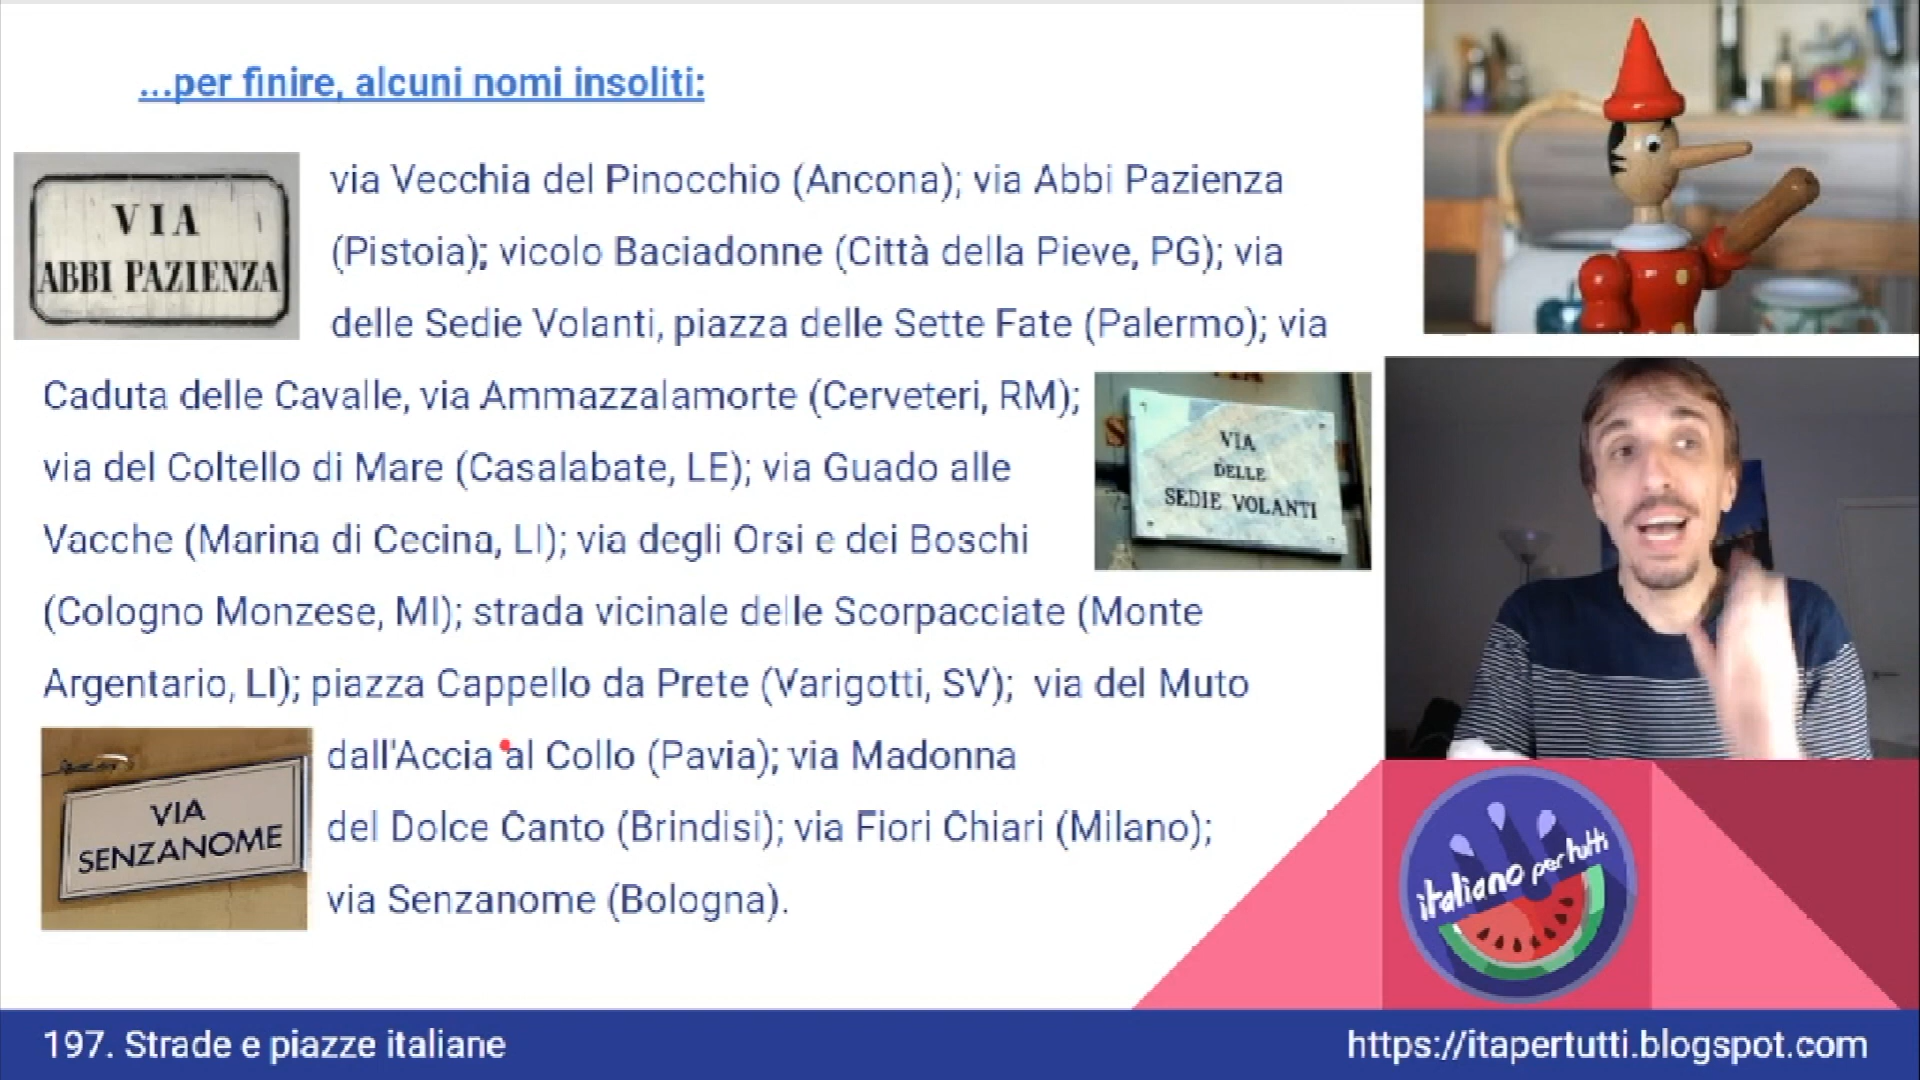 ...per finire, alcuni nomi insoliti:
VIA
ABBI PAZIENZA
via Vecchia del Pinocchio (Ancona); via Abbi Pazienza
(Pistoia); vicolo Baciadonne (Città della Pieve, PG); via
delle Sedie Volanti, piazza delle Sette Fate (Palermo); via
Caduta delle Cavalle, via Ammazzalamorte (Cerveteri, RM);
via del Coltello di Mare (Casalabate, LE); via Guado alle
Vacche (Marina di Cecina, LI); via degli Orsi e dei Boschi
(Cologno Monzese, MI); strada vicinale delle Scorpacciate (Monte
Argentario, LI); piazza Cappello da Prete (Varigotti, SV); via del Muto
dall'Accia al Collo (Pavia); via Madonna
del Dolce Canto (Brindisi); via Fiori Chiari (Milano);
via Senzanome (Bologna).
VIA
DELLE
SEDIE VOLANTI
VIA
SENZANOME
italiano per tutti
197. Strade e piazze italiane
https://itapertutti.blogspot.com